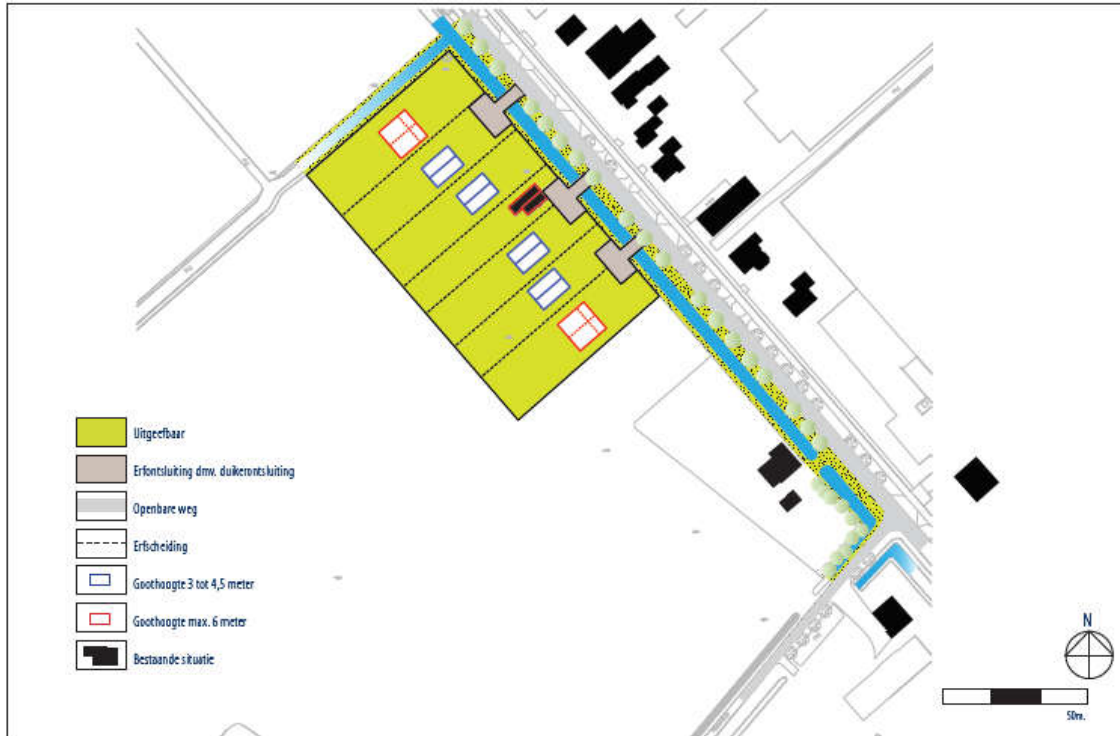 Uitgeefbaar
Erfontsluiting dmv. duikerontsluiting
Openbare weg
Erfscheiding
Goothoogte 3 tot 4,5 meter
Goothoogte max. 6 meter
Bestaande situatie
N
50m.